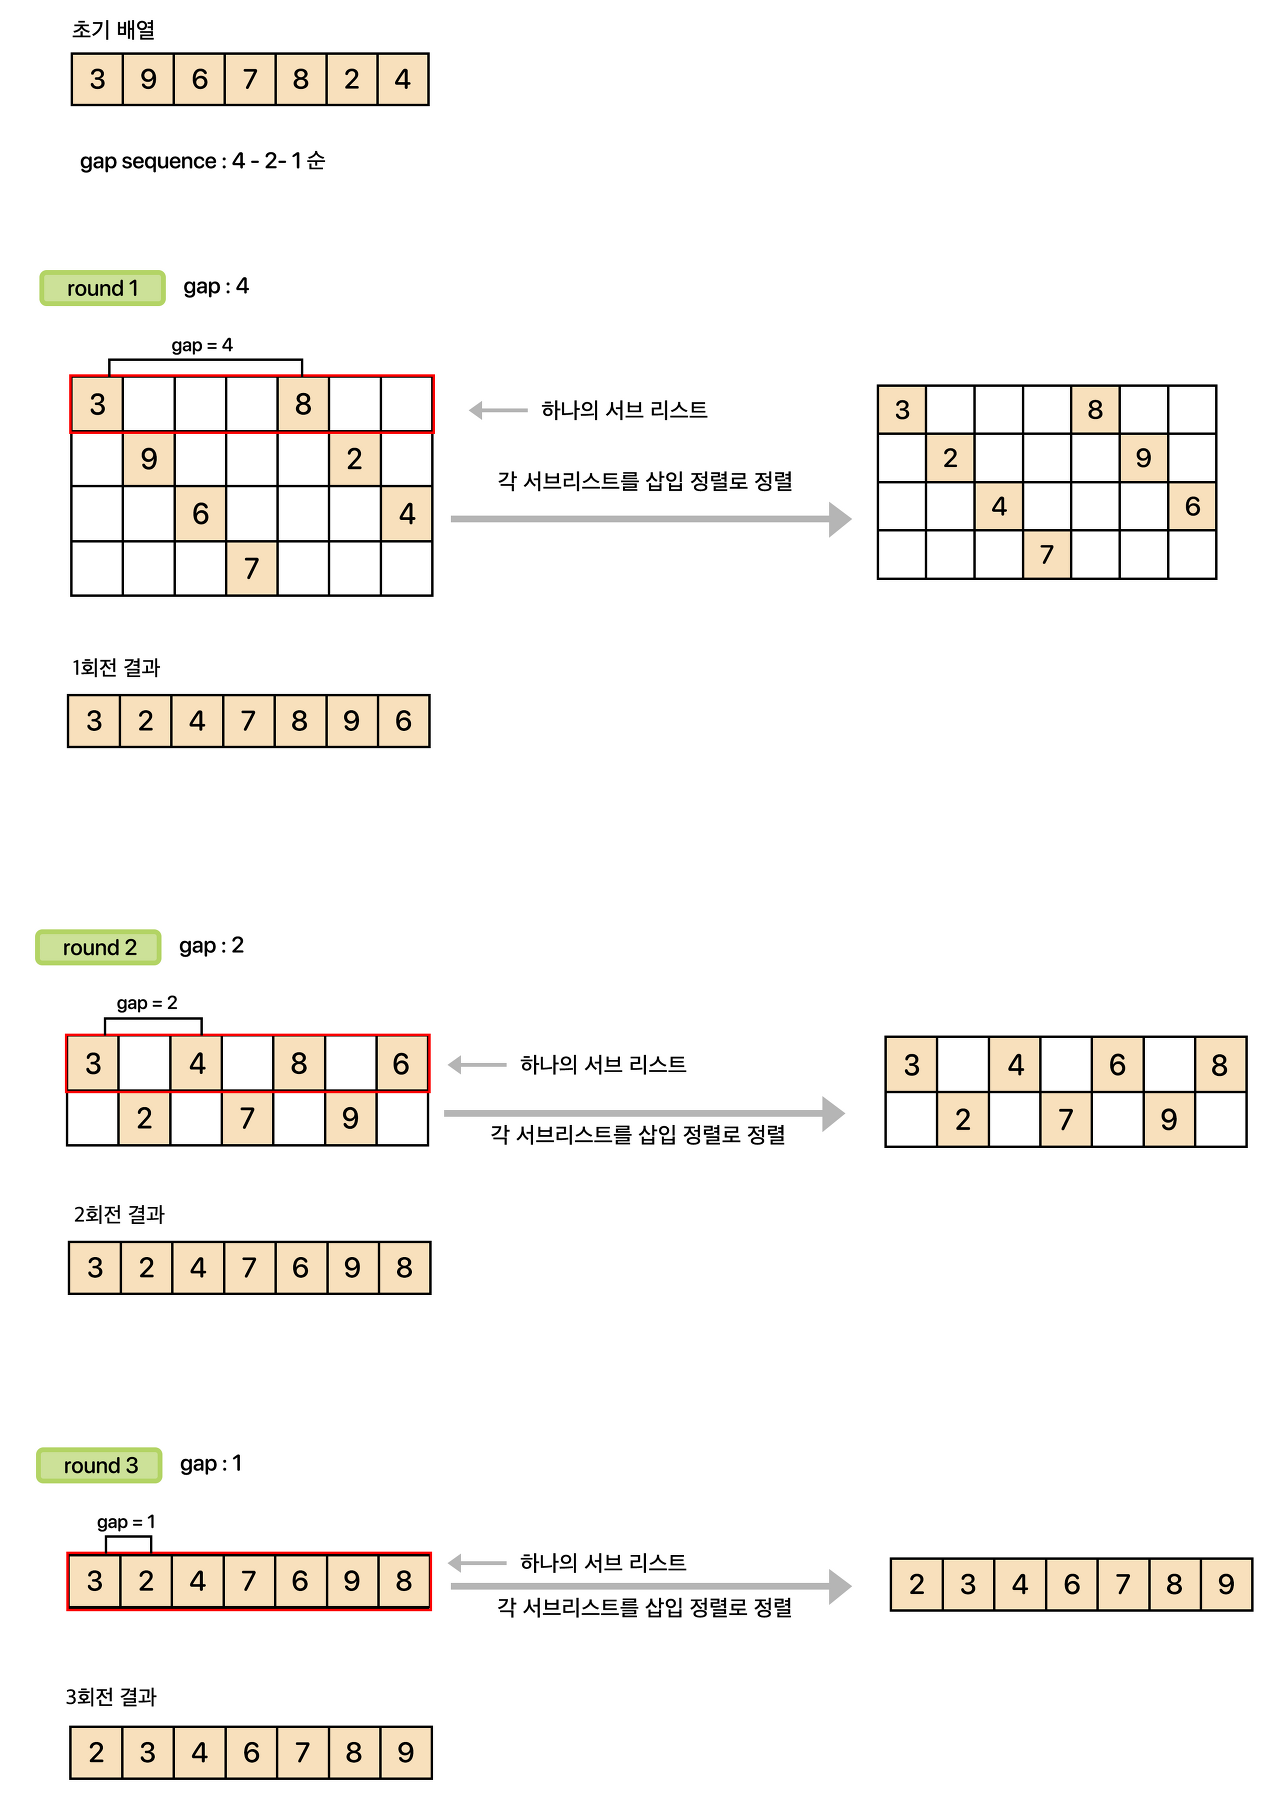 초기 배열
3 9 6 7 8 2 4
gap sequence : 4 - 2- 1 순
round 1 gap : 4
gap = 4
3 8
9 2
6 4
7
하나의 서브 리스트
각 서브리스트를 삽입 정렬로 정렬
3 8
2 9
4 6
7
1회전 결과
3 2 4 7 8 9 6
round 2 gap : 2
gap = 2
3 4 8 6
2 7 9
하나의 서브 리스트
각 서브리스트를 삽입 정렬로 정렬
3 4 6 8
2 7 9
2회전 결과
3 2 4 7 6 9 8
round 3 gap : 1
gap = 1
3 2 4 7 6 9 8
하나의 서브 리스트
각 서브리스트를 삽입 정렬로 정렬
2 3 4 6 7 8 9
3회전 결과
2 3 4 6 7 8 9